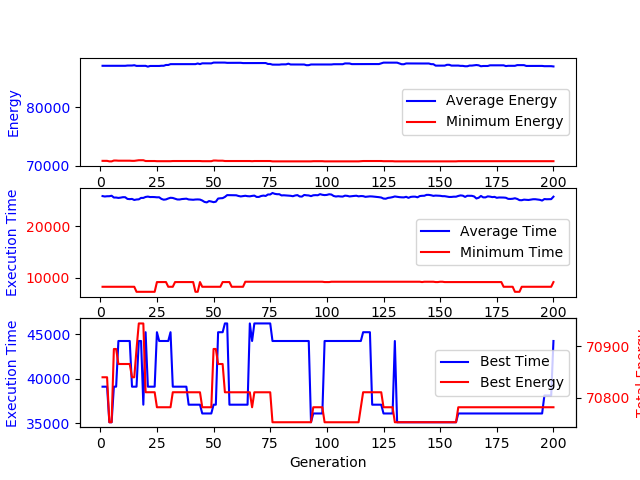 Energy
80000
70000
Average Energy
Minimum Energy
0 25 50 75 100 125 150 175 200
Execution Time
20000
10000
Average Time
Minimum Time
0 25 50 75 100 125 150 175 200
Execution Time
45000
40000
35000
Best Time
Best Energy
70900
70800
Total Energy
0 25 50 75 100 125 150 175 200
Generation